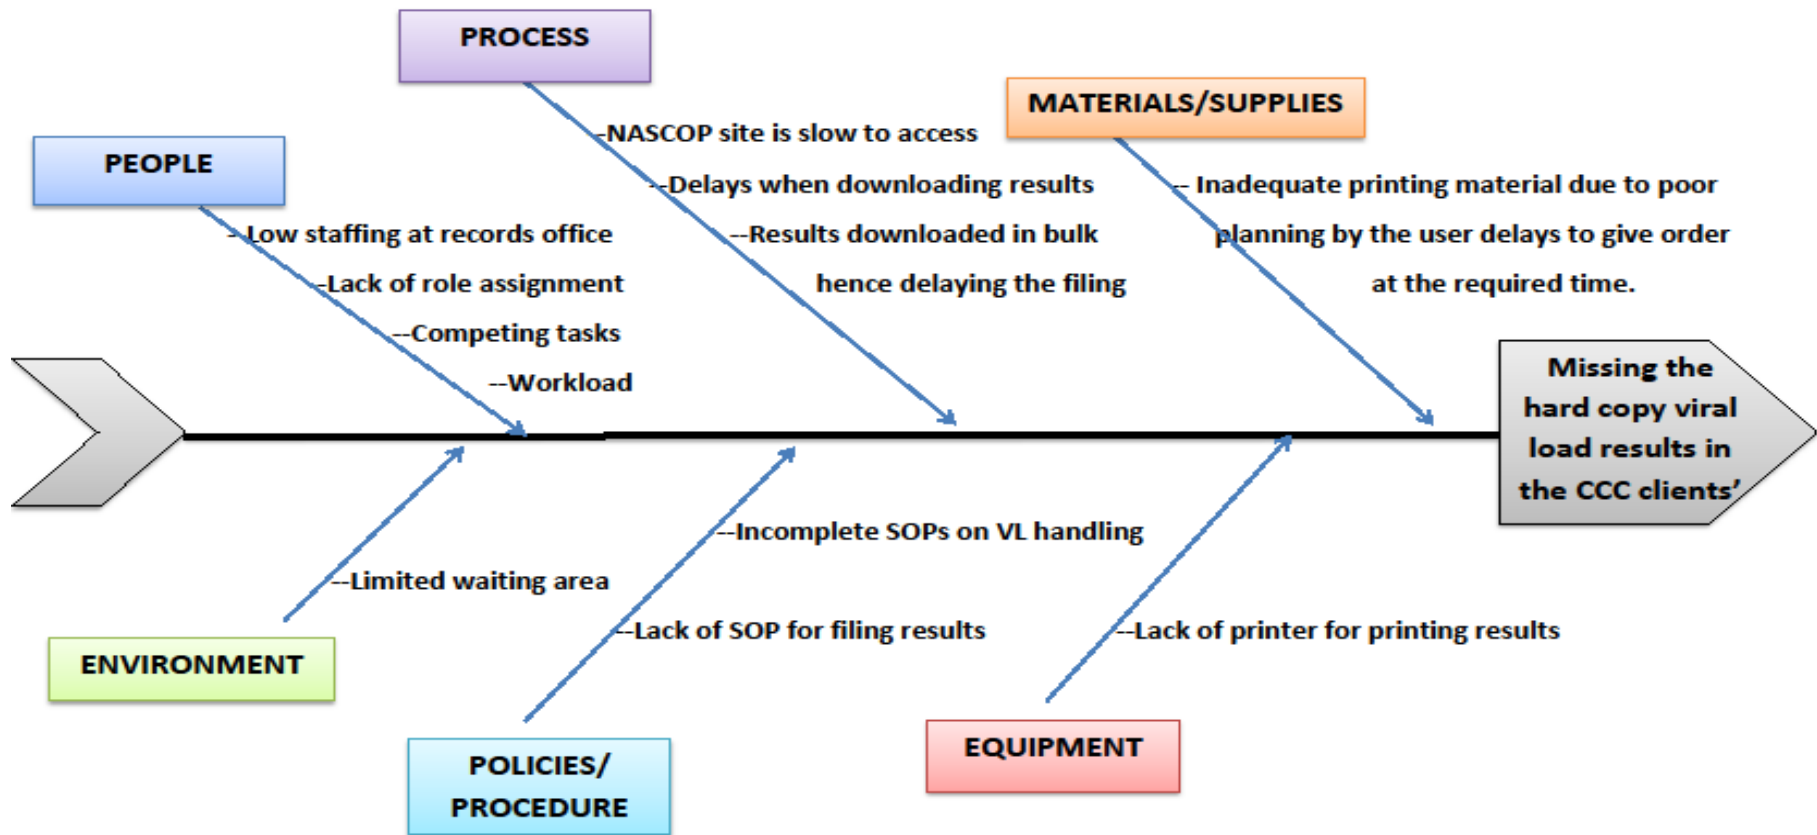 PROCESS
-NASCOP site is slow to access
--Delays when downloading results
--Results downloaded in bulk
hence delaying the filing
MATERIALS/SUPPLIES
-- Inadequate printing material due to poor
planning by the user delays to give order
at the required time.
PEOPLE
- Low staffing at records office
-Lack of role assignment
--Competing tasks
--Workload
Missing the
hard copy viral
load results in
the CCC clients’
--Limited waiting area
ENVIRONMENT
--Incomplete SOPs on VL handling
--Lack of SOP for filing results
POLICIES/
PROCEDURE
--Lack of printer for printing results
EQUIPMENT